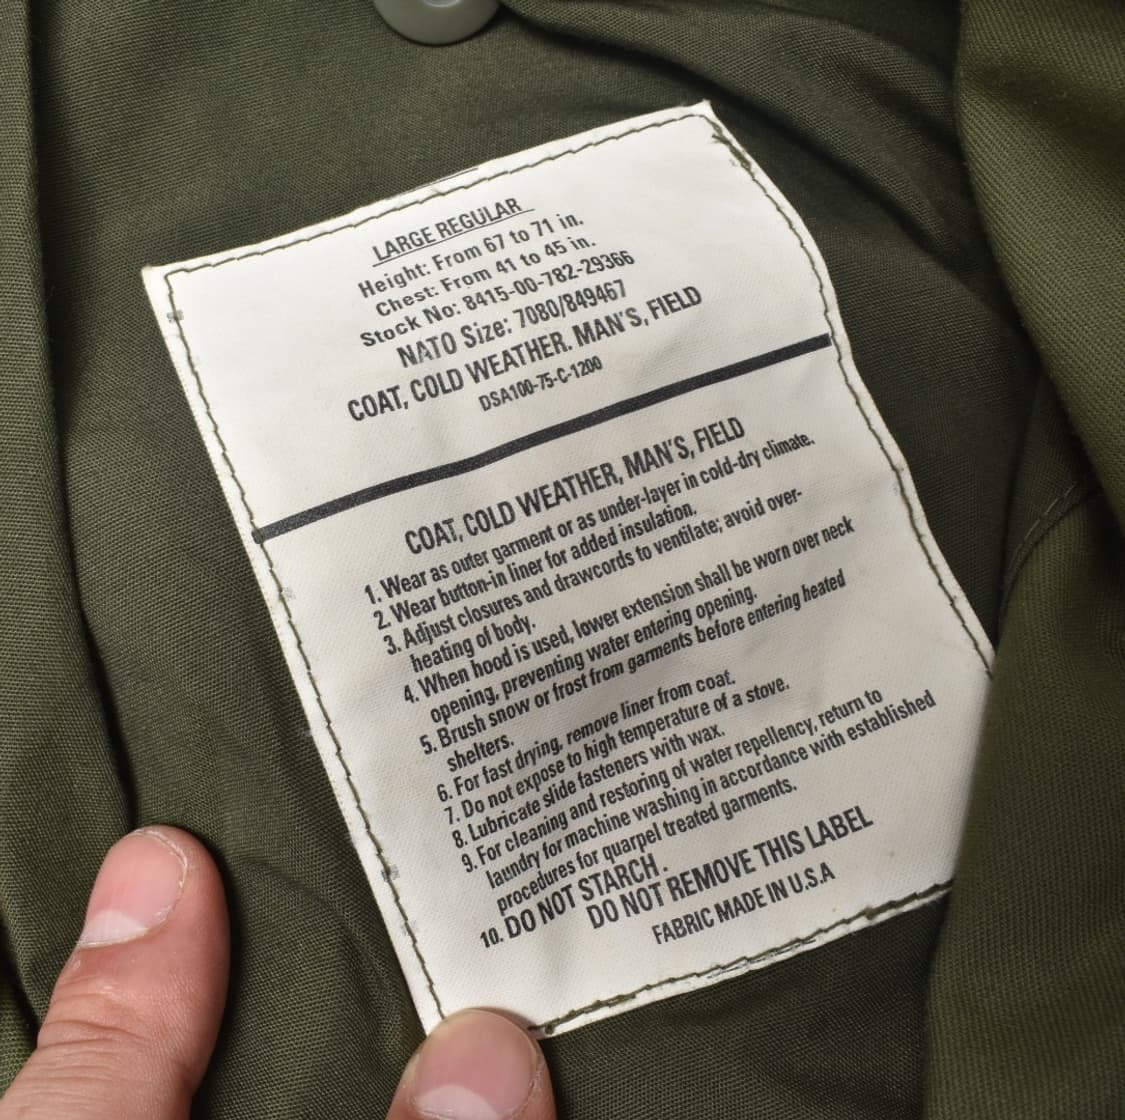 LARGE REGULAR
Height: From 67 to 71 in.
Chest: From 41 to 45 in.
Stock No: 8415-00-782-29366
NATO Size: 7080/849467
COAT, COLD WEATHER. MAN'S, FIELD
DSA100-75-C-1200
COAT, COLD WEATHER, MAN'S, FIELD
1. Wear as outer garment or as under-layer in cold-dry climate.
2. Wear button-in liner for added insulation.
3. Adjust closures and drawcords to ventilate; avoid over-
heating of body.
4. When hood is used, lower extension shall be worn over neck
opening, preventing water entering opening.
5. Brush snow or frost from garments before entering heated
shelters.
6. For fast drying, remove liner from coat.
7. Do not expose to high temperature of a stove.
8. Lubricate slide fasteners with wax.
9. For cleaning and restoring of water repellency, return to
laundry for machine washing in accordance with established
procedures for quarpel treated garments.
10. DO NOT STARCH.
DO NOT REMOVE THIS LABEL
FABRIC MADE IN U.S.A